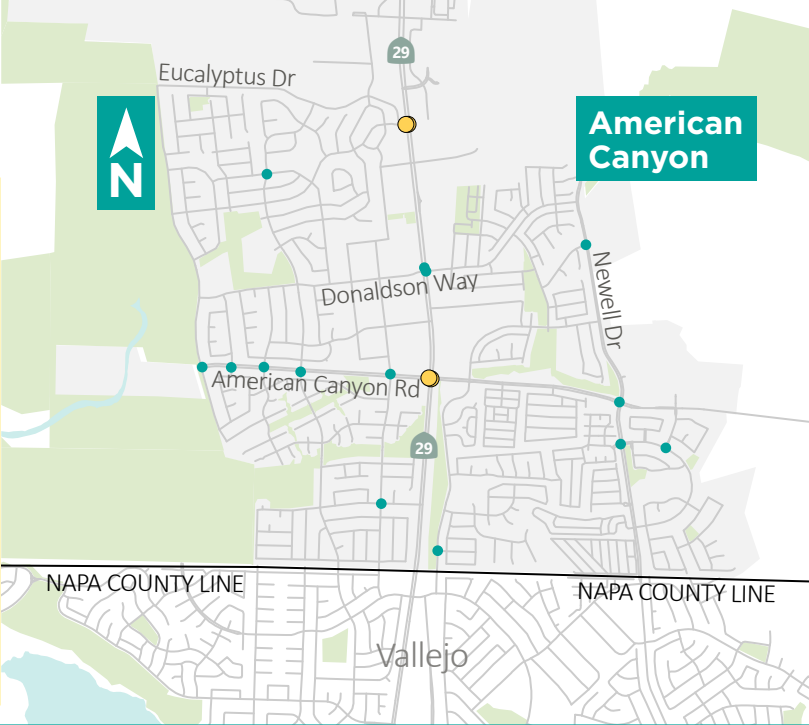 29
Eucalyptus Dr
American
Canyon
N
Newell Dr
Donaldson Way
American Canyon Rd
29
NAPA COUNTY LINE
NAPA COUNTY LINE
Vallejo